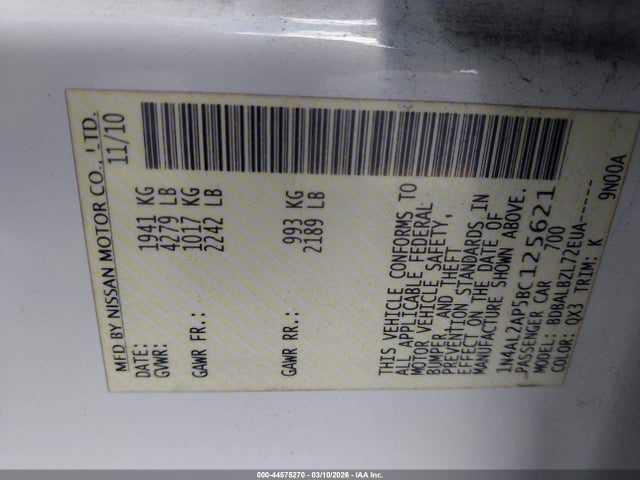 MFD BY NISSAN MOTOR CO., LTD.
DATE: 11/10
GVWR: 1941 KG
4279 LB
GAWR FR.: 1017 KG
2242 LB
GAWR RR.: 993 KG
2189 LB
THIS VEHICLE CONFORMS TO
ALL APPLICABLE FEDERAL
MOTOR VEHICLE SAFETY,
BUMPER, AND THEFT
PREVENTION STANDARDS IN
EFFECT ON THE DATE OF
MANUFACTURE SHOWN ABOVE.
1N4AL2AP5BC125621
PASSENGER CAR 700
MODEL: BDBALBZL72EUA------
COLOR: QX3 TRIM: K 9N00A
000-44575270 - 03/10/2026 - IAA Inc.